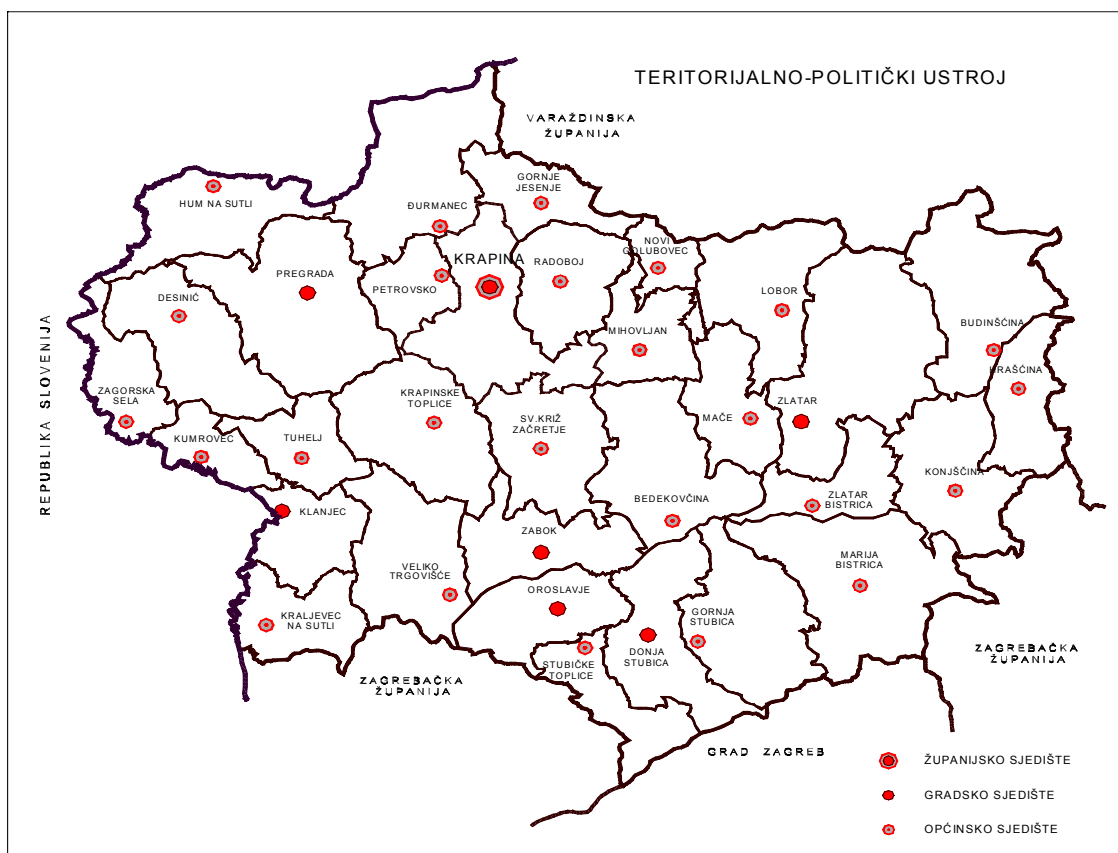 TERITORIJALNO-POLITIČKI USTROJ
VARAŽDINSKA
ŽUPANIJA
GORNJE
JESENJE
HUM NA SUTLI
ĐURMANEC
NOVI
GOLUBOVEC
KRAPINA
RADOBOJ
PREGRADA
PETROVSKO
LOBOR
DESINIĆ
MIHOVLJAN
BUDINŠĆINA
HRAŠĆINA
REPUBLIKA SLOVENIJA
ZAGORSKA
SELA
KRAPINSKE
TOPLICE
ZLATAR
MAČE
SV.KRIŽ
ZAČRETJE
KUMROVEC
TUHELJ
KONJŠĆINA
BEDEKOVČINA
ZLATAR
BISTRICA
KLANJEC
ZABOK
MARIJA
BISTRICA
VELIKO
TRGOVIŠĆE
OROSLAVJE
GORNJA
STUBICA
KRALJEVEC
NA SUTLI
DONJA
STUBICA
STUBIČKE
TOPLICE
ZAGREBAČKA
ŽUPANIJA
ZAGREBAČKA
ŽUPANIJA
GRAD ZAGREB
ŽUPANIJSKO SJEDIŠTE
GRADSKO SJEDIŠTE
OPĆINSKO SJEDIŠTE